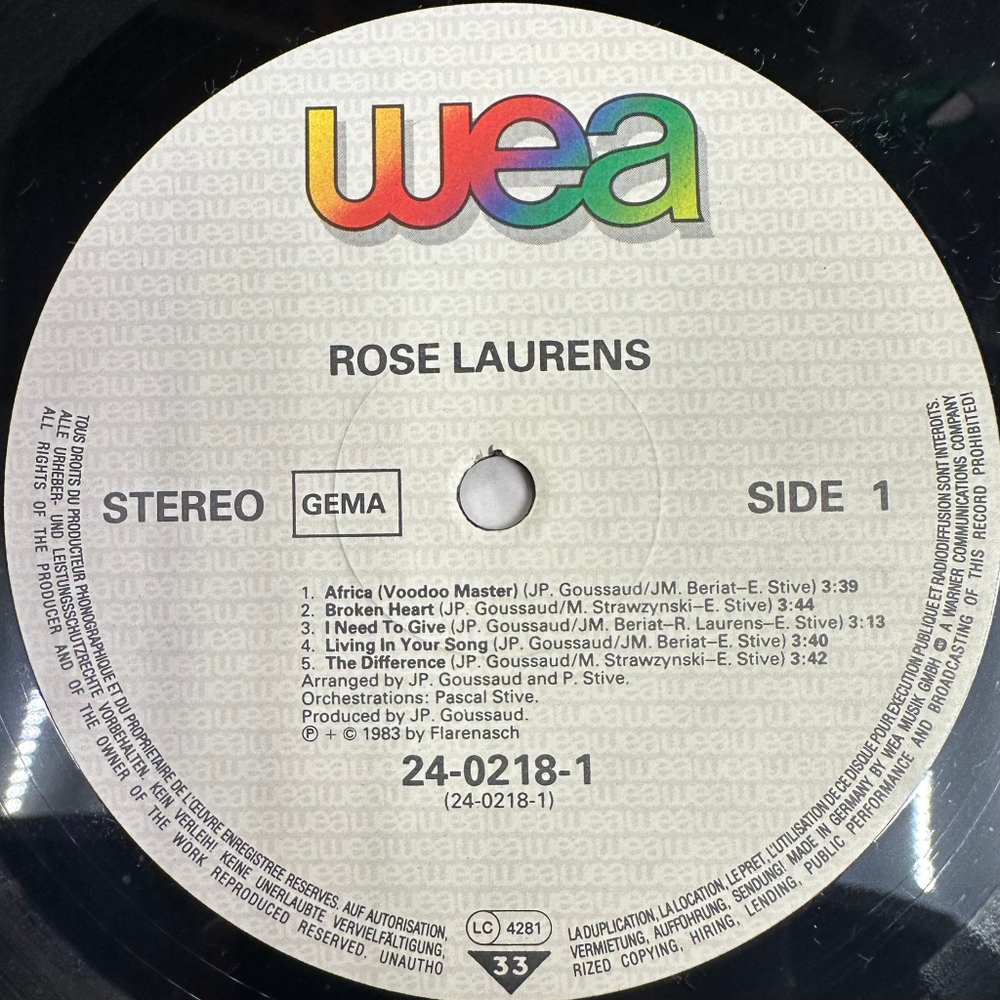 wea
ROSE LAURENS
STEREO GEMA SIDE 1
1. Africa (Voodoo Master) (JP. Goussaud/JM. Beriat–E. Stive) 3:39
2. Broken Heart (JP. Goussaud/M. Strawzynski–E. Stive) 3:44
3. I Need To Give (JP. Goussaud/JM. Beriat–R. Laurens–E. Stive) 3:13
4. Living In Your Song (JP. Goussaud/JM. Beriat–E. Stive) 3:40
5. The Difference (JP. Goussaud/M. Strawzynski–E. Stive) 3:42
Arranged by JP. Goussaud and P. Stive.
Orchestrations: Pascal Stive.
Produced by JP. Goussaud.
℗ + © 1983 by Flarenasch
24-0218-1
(24-0218-1)
TOUS DROITS DU PRODUCTEUR PHONOGRAPHIQUE ET DU PROPRIETAIRE DE L'ŒUVRE ENREGISTREE RESERVES. AUF AUTORISATION, LA DUPLICATION, LA LOCATION, LE PRET, L'UTILISATION DE CE DISQUE POUR EXECUTION PUBLIQUE ET RADIODIFFUSION SONT INTERDITS.
ALLE URHEBER- UND LEISTUNGSSCHUTZRECHTE VORBEHALTEN. KEIN VERLEIH! KEINE UNERLAUBTE VERVIELFÄLTIGUNG, VERMIETUNG, AUFFÜHRUNG, SENDUNG! MADE IN GERMANY BY WEA MUSIK GMBH A WARNER COMMUNICATIONS COMPANY
ALL RIGHTS OF THE PRODUCER AND OF THE OWNER OF THE WORK REPRODUCED RESERVED. UNAUTHORIZED COPYING, HIRING, LENDING, PUBLIC PERFORMANCE AND BROADCASTING OF THIS RECORD PROHIBITED!
LC 4281
33